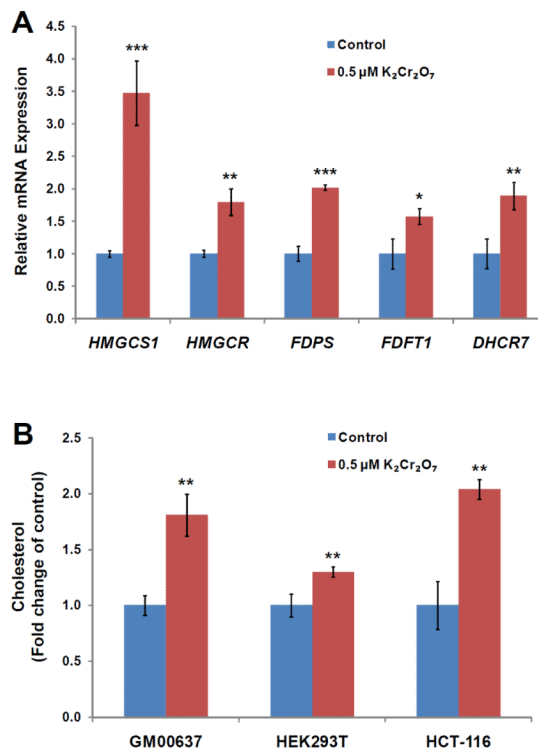 A
Control
0.5 µM K₂Cr₂O₇
Relative mRNA Expression
4.5
4.0
3.5
3.0
2.5
2.0
1.5
1.0
0.5
0.0
***
**
***
*
**
HMGCS1 HMGCR FDPS FDFT1 DHCR7
B
Control
0.5 µM K₂Cr₂O₇
Cholesterol
(Fold change of control)
2.5
2.0
1.5
1.0
0.5
0.0
**
**
**
GM00637 HEK293T HCT-116